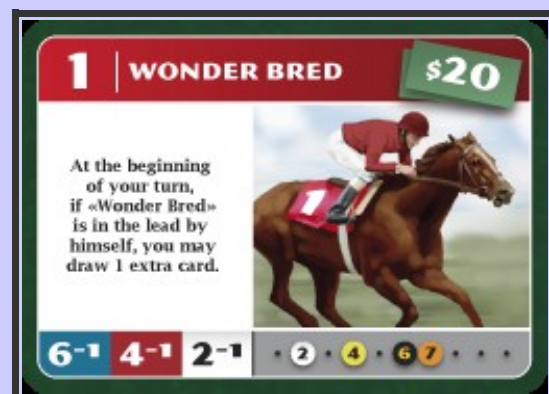 1 WONDER BRED $20
At the beginning
of your turn,
if «Wonder Bred»
is in the lead by
himself, you may
draw 1 extra card.
1
6-1 4-1 2-1 · 2 · 4 · 6 7 · · ·